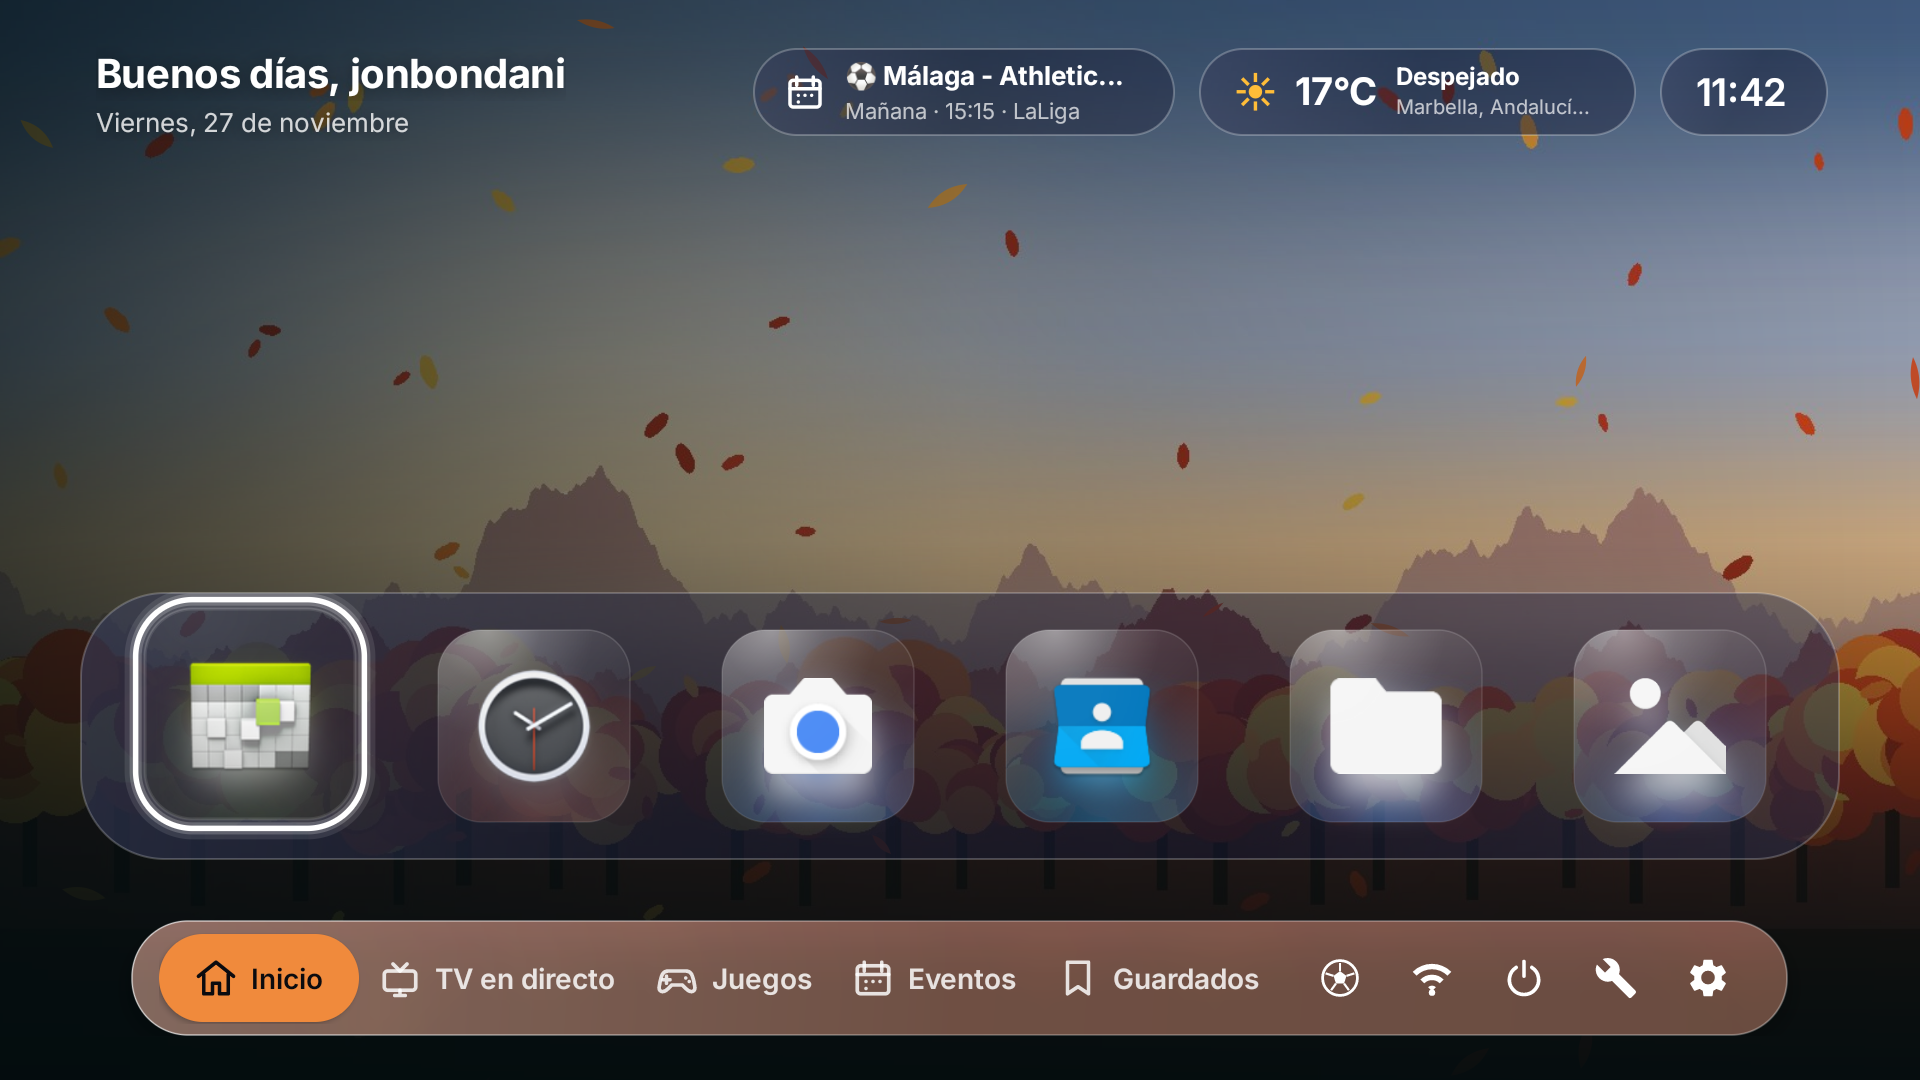 Buenos días, jonbondani
Viernes, 27 de noviembre
⚽ Málaga - Athletic...
Mañana · 15:15 · LaLiga
17°C
Despejado
Marbella, Andalucí...
11:42
Inicio
TV en directo
Juegos
Eventos
Guardados